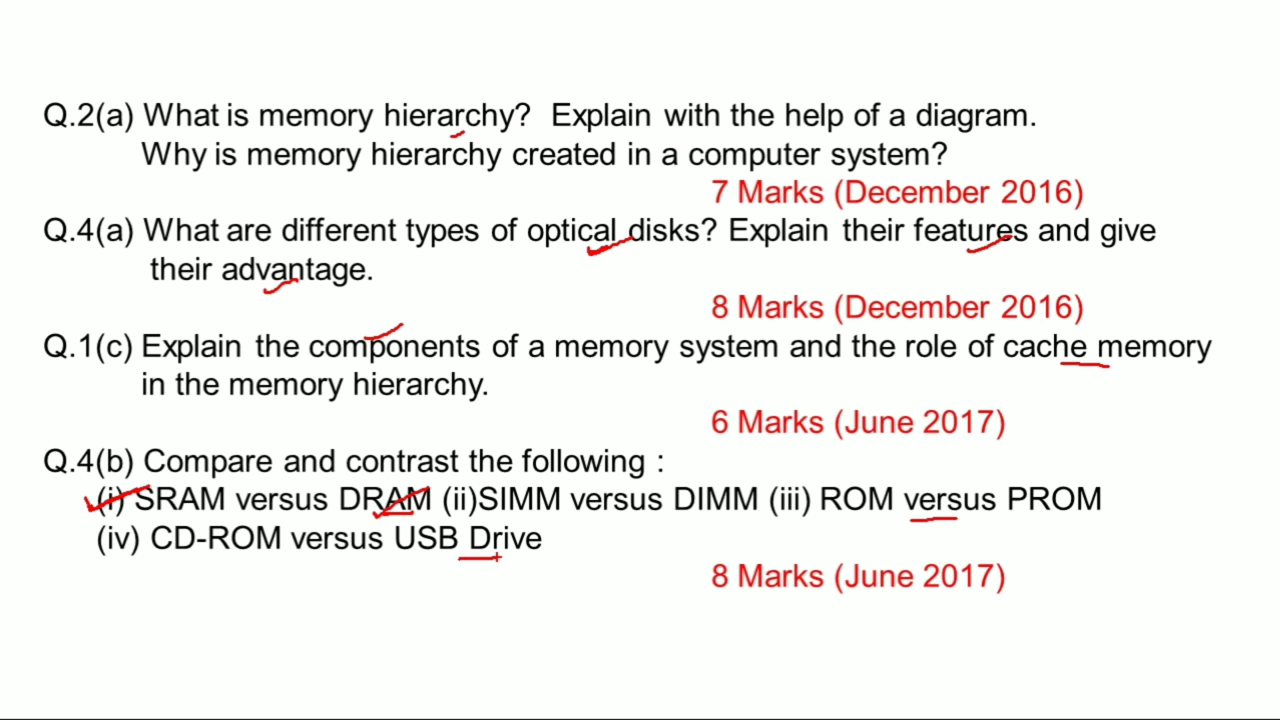 Q.2(a) What is memory hierarchy? Explain with the help of a diagram.
Why is memory hierarchy created in a computer system?
7 Marks (December 2016)
Q.4(a) What are different types of optical disks? Explain their features and give
their advantage.
8 Marks (December 2016)
Q.1(c) Explain the components of a memory system and the role of cache memory
in the memory hierarchy.
6 Marks (June 2017)
Q.4(b) Compare and contrast the following :
(i) SRAM versus DRAM (ii)SIMM versus DIMM (iii) ROM versus PROM
(iv) CD-ROM versus USB Drive
8 Marks (June 2017)